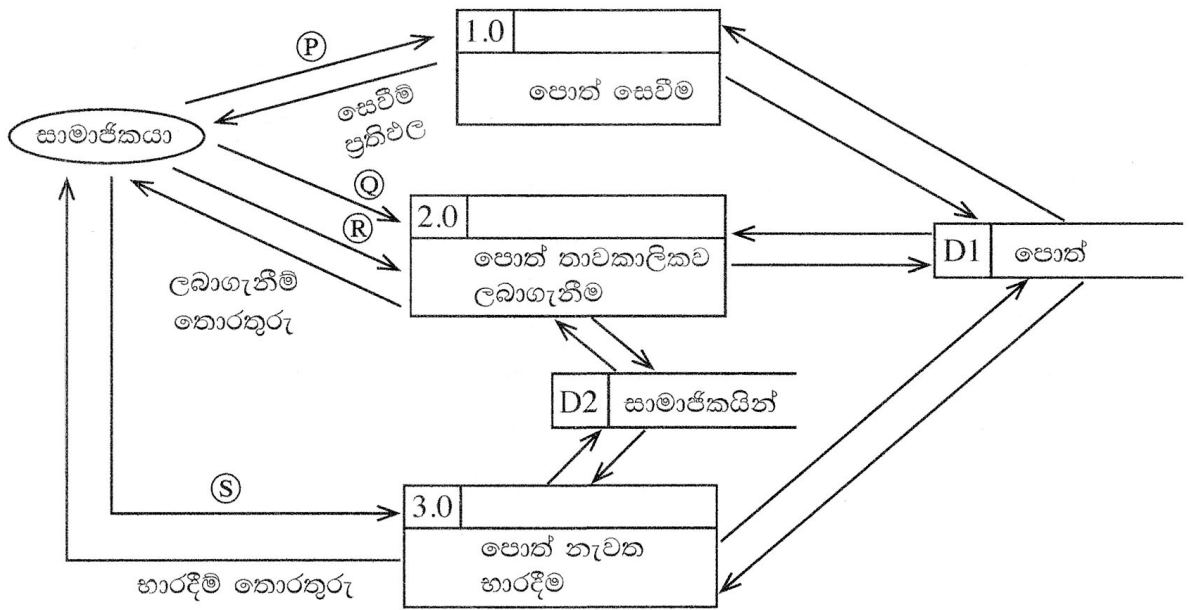 P
1.0
පොත් සෙවීම
සෙවීම්
ප්‍රතිඵල
සාමාජිකයා
Q
R
2.0
පොත් තාවකාලිකව
ලබාගැනීම
D1 පොත්
ලබාගැනීම්
තොරතුරු
D2 සාමාජිකයින්
S
3.0
පොත් නැවත
භාරදීම
භාරදීම් තොරතුරු